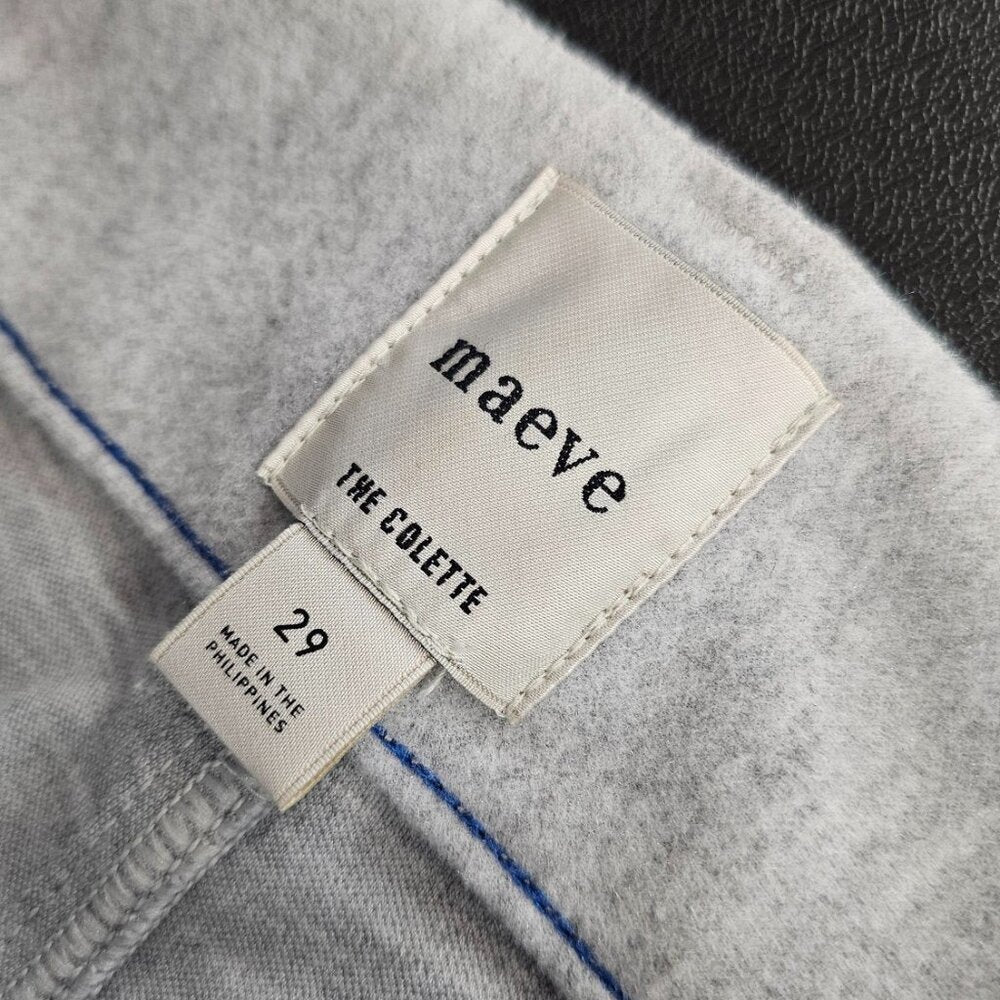 maeve
THE COLETTE
29
MADE IN THE
PHILIPPINES